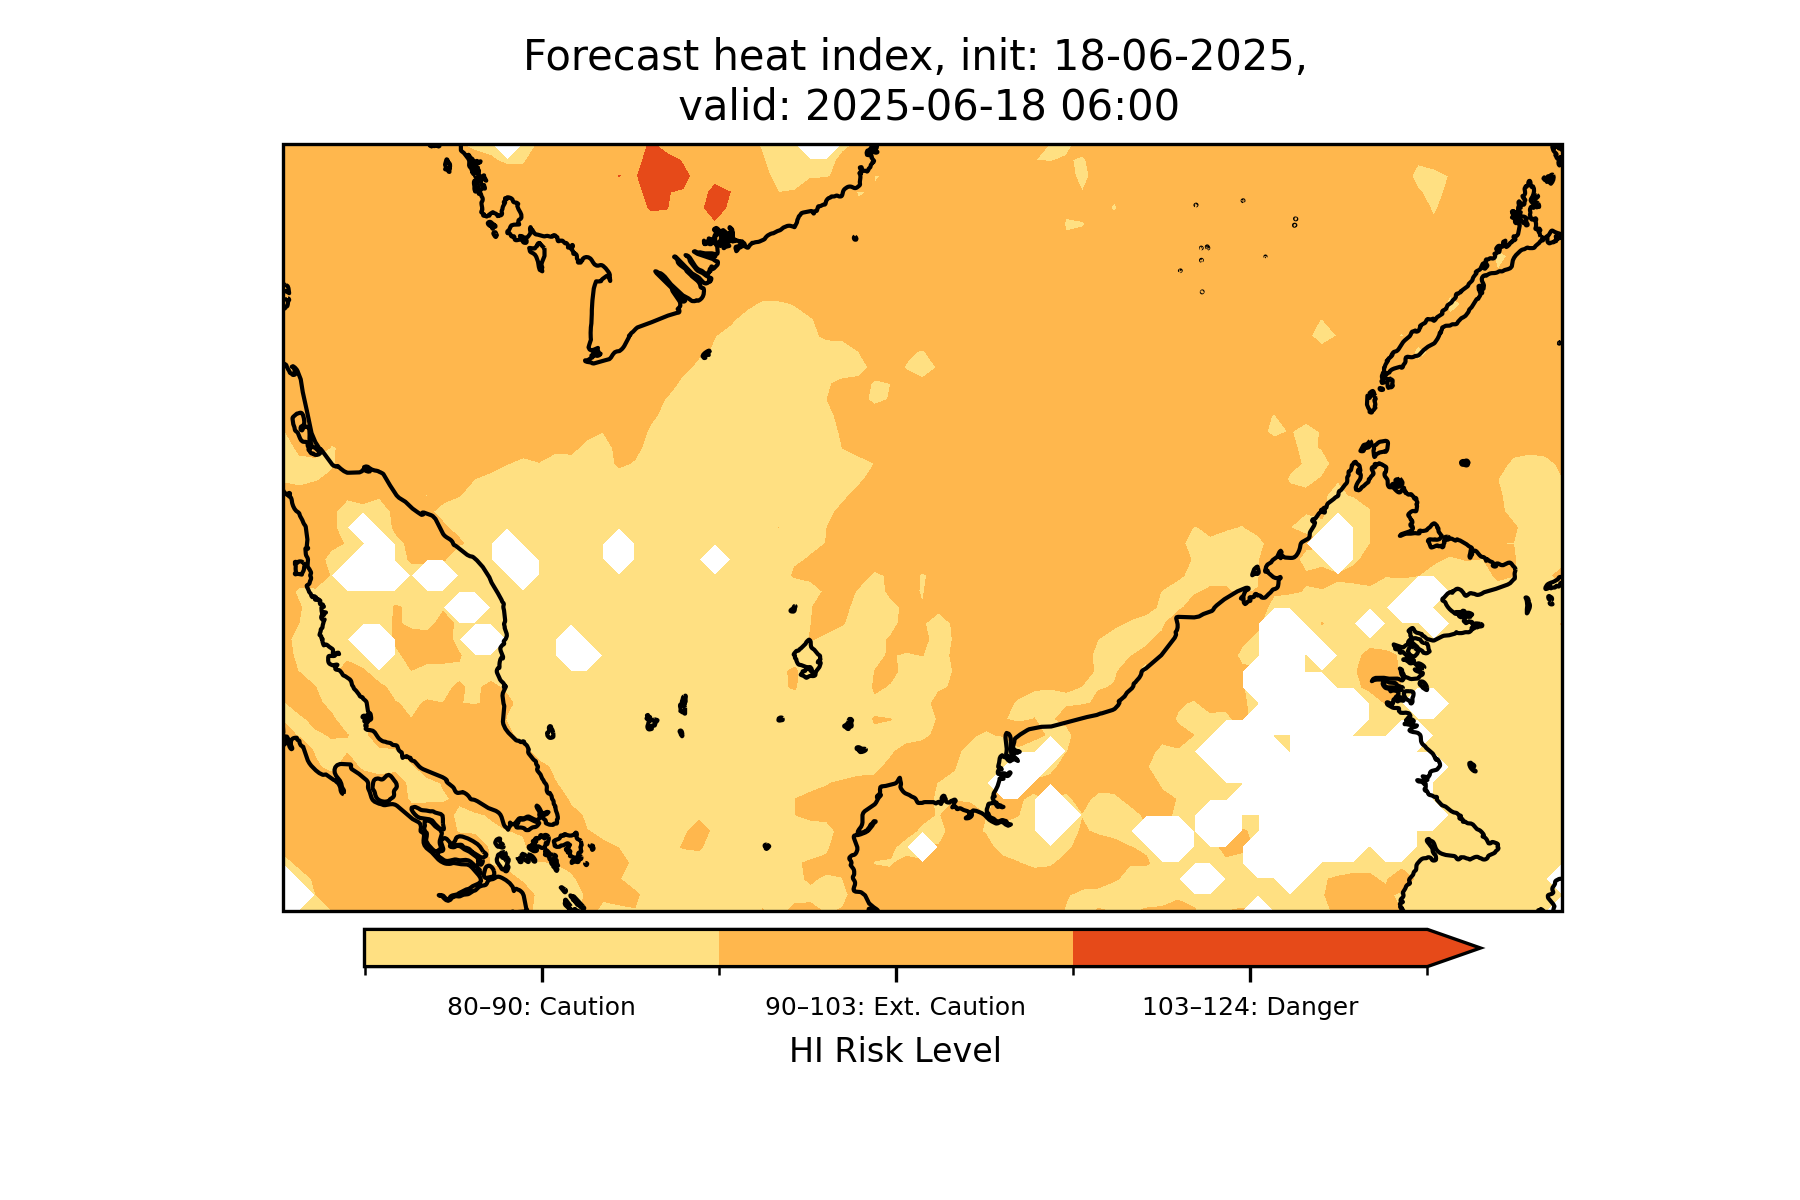 Forecast heat index, init: 18-06-2025,
valid: 2025-06-18 06:00
80–90: Caution
90–103: Ext. Caution
103–124: Danger
HI Risk Level